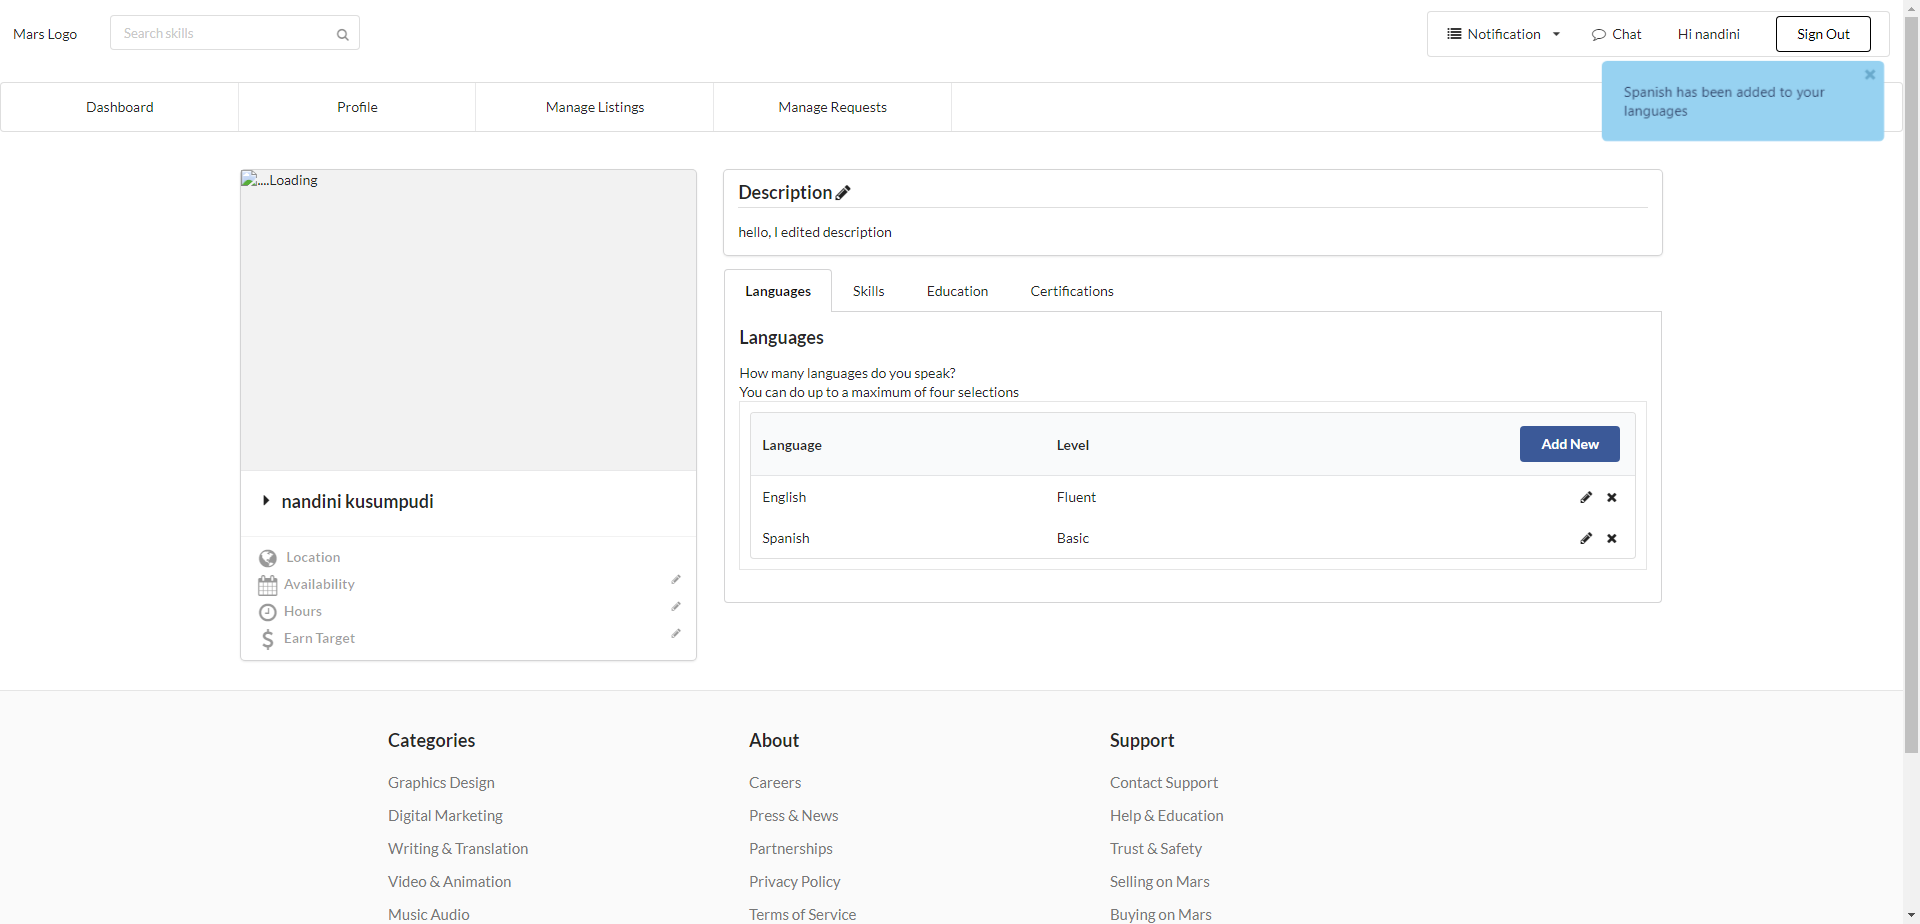 Mars Logo
Search skills
Notification
Chat
Hi nandini
Sign Out
Spanish has been added to your
languages
Dashboard
Profile
Manage Listings
Manage Requests
....Loading
nandini kusumpudi
Location
Availability
Hours
Earn Target
Description
hello, I edited description
Languages
Skills
Education
Certifications
Languages
How many languages do you speak?
You can do up to a maximum of four selections
Language
Level
Add New
English
Fluent
Spanish
Basic
Categories
Graphics Design
Digital Marketing
Writing & Translation
Video & Animation
Music Audio
About
Careers
Press & News
Partnerships
Privacy Policy
Terms of Service
Support
Contact Support
Help & Education
Trust & Safety
Selling on Mars
Buying on Mars